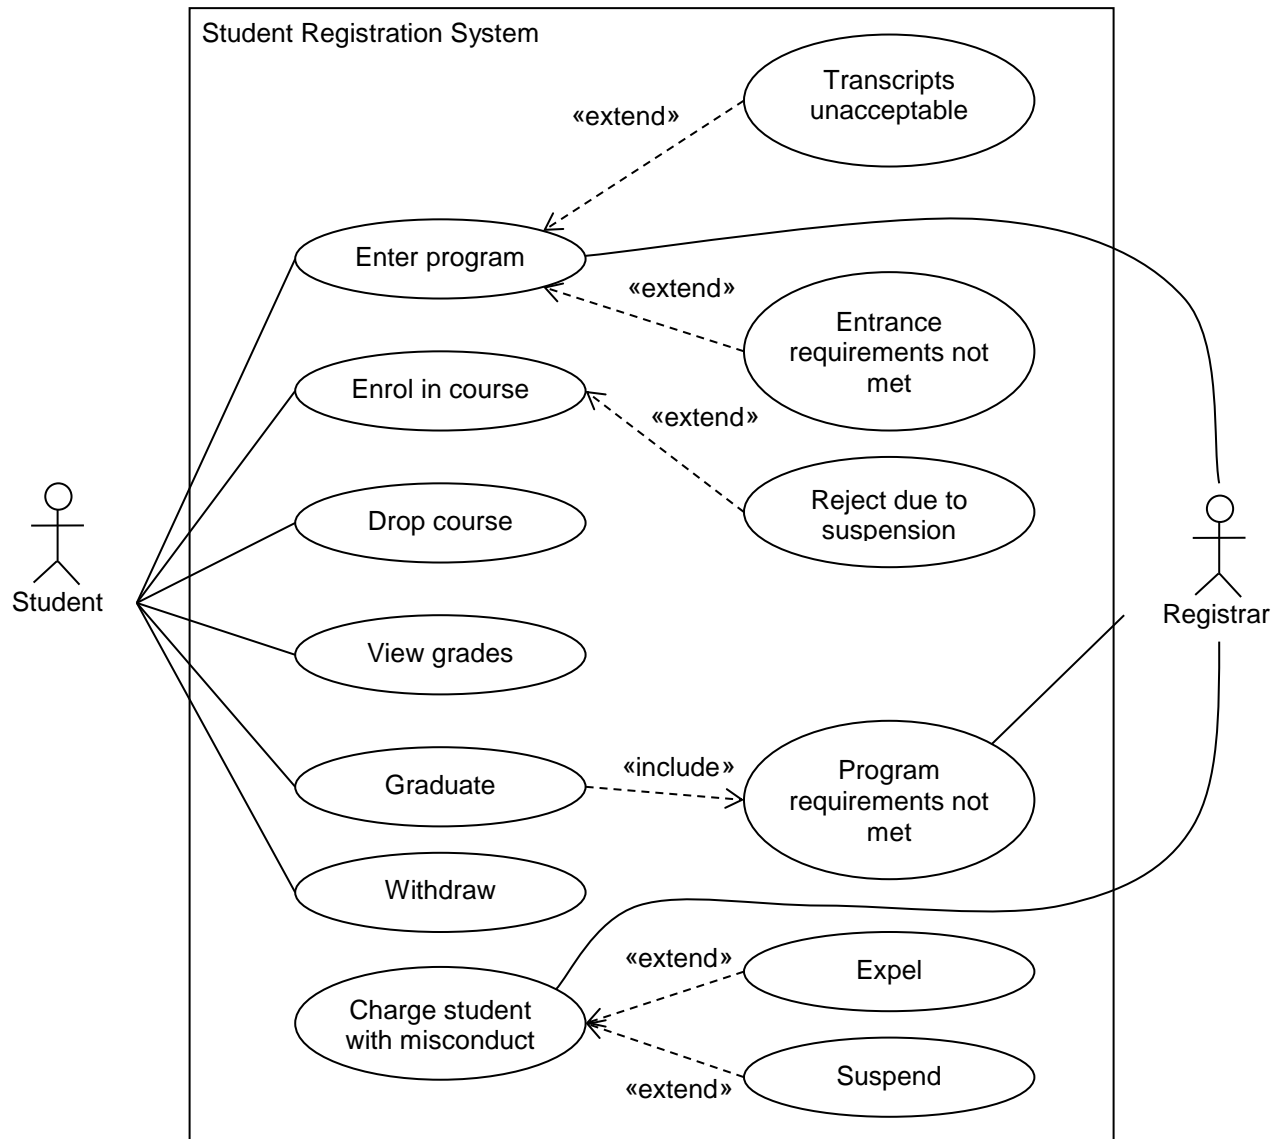 Student Registration System
Transcripts
unacceptable
«extend»
Enter program
«extend»
Entrance
requirements not
met
Enrol in course
«extend»
Reject due to
suspension
Drop course
Student
Registrar
View grades
«include»
Program
requirements not
met
Graduate
Withdraw
«extend»
Expel
Charge student
with misconduct
Suspend
«extend»